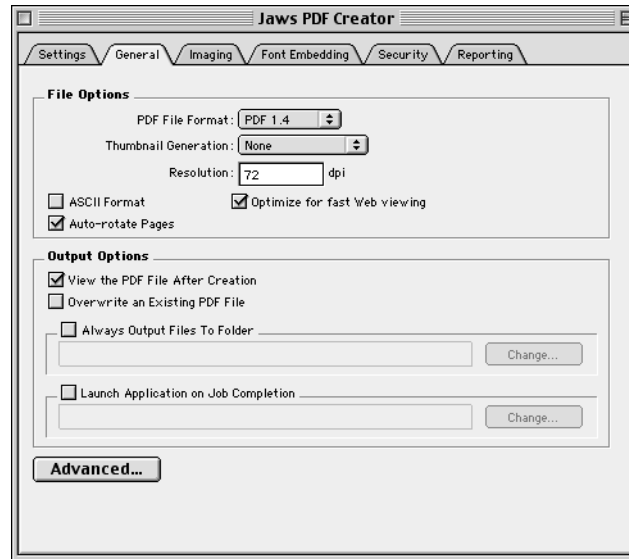 Jaws PDF Creator
Settings General Imaging Font Embedding Security Reporting
File Options
PDF File Format: PDF 1.4
Thumbnail Generation: None
Resolution: 72 dpi
ASCII Format Optimize for fast Web viewing
Auto-rotate Pages
Output Options
View the PDF File After Creation
Overwrite an Existing PDF File
Always Output Files To Folder
Change...
Launch Application on Job Completion
Change...
Advanced...